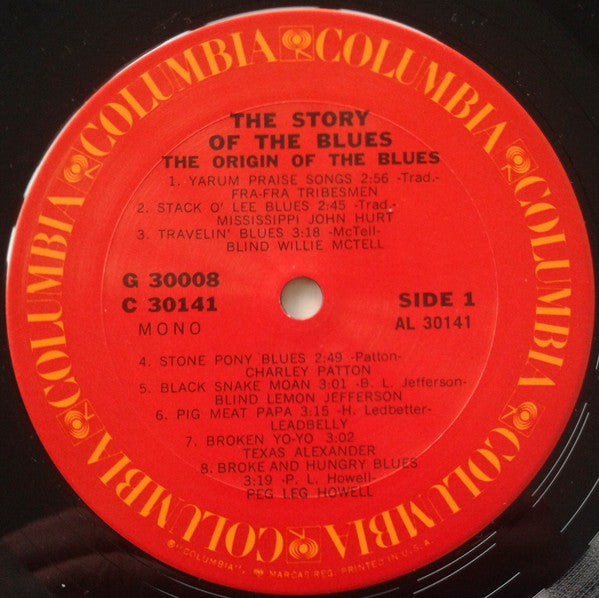 COLUMBIA COLUMBIA COLUMBIA COLUMBIA COLUMBIA COLUMBIA
THE STORY
OF THE BLUES
THE ORIGIN OF THE BLUES
1. YARUM PRAISE SONGS 2:56 -Trad.-
FRA-FRA TRIBESMEN
2. STACK O' LEE BLUES 2:45 -Trad.-
MISSISSIPPI JOHN HURT
3. TRAVELIN' BLUES 3:18 -McTell-
BLIND WILLIE MCTELL
G 30008
C 30141
MONO
SIDE 1
AL 30141
4. STONE PONY BLUES 2:49 -Patton-
CHARLEY PATTON
5. BLACK SNAKE MOAN 3:01 -B. L. Jefferson-
BLIND LEMON JEFFERSON
6. PIG MEAT PAPA 3:15 -H. Ledbetter-
LEADBELLY
7. BROKEN YO-YO 3:02
TEXAS ALEXANDER
8. BROKE AND HUNGRY BLUES
3:19 -P. L. Howell-
PEG LEG HOWELL
®"COLUMBIA", MARCAS REG. PRINTED IN U.S.A.